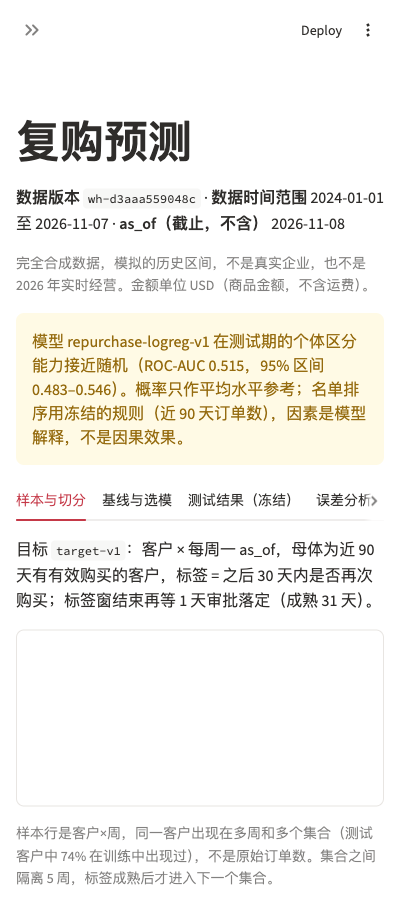 Deploy
复购预测
数据版本 wh-d3aaa559048c · 数据时间范围 2024-01-01
至 2026-11-07 · as_of（截止，不含） 2026-11-08
完全合成数据，模拟的历史区间，不是真实企业，也不是
2026 年实时经营。金额单位 USD（商品金额，不含运费）。
模型 repurchase-logreg-v1 在测试期的个体区分
能力接近随机（ROC-AUC 0.515，95% 区间
0.483–0.546）。概率只作平均水平参考；名单排
序用冻结的规则（近 90 天订单数），因素是模型
解释，不是因果效果。
样本与切分 基线与选模 测试结果（冻结） 误差分析
目标 target-v1 ： 客户 × 每周一 as_of，母体为近 90
天有有效购买的客户，标签 = 之后 30 天内是否再次
购买；标签窗结束再等 1 天审批落定（成熟 31 天）。
样本行是客户×周，同一客户出现在多周和多个集合（测试
客户中 74% 在训练中出现过），不是原始订单数。集合之间
隔离 5 周，标签成熟后才进入下一个集合。